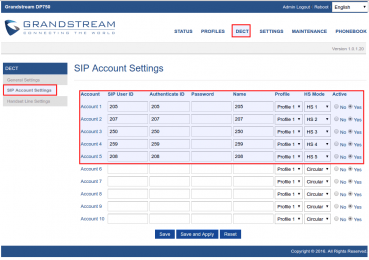 Grandstream DP750 Admin Logout Reboot English
GRANDSTREAM
CONNECTING THE WORLD
STATUS PROFILES DECT SETTINGS MAINTENANCE PHONEBOOK
Version 1.0.1.20
DECT
General Settings
SIP Account Settings
Handset Line Settings
SIP Account Settings
Account SIP User ID Authenticate ID Password Name Profile HS Mode Active
Account 1 205 205 205 Profile 1 HS 1 No Yes
Account 2 207 207 207 Profile 1 HS 2 No Yes
Account 3 250 250 250 Profile 1 HS 3 No Yes
Account 4 259 259 259 Profile 1 HS 4 No Yes
Account 5 208 208 208 Profile 1 HS 5 No Yes
Account 6 Profile 1 Circular No Yes
Account 7 Profile 1 Circular No Yes
Account 8 Profile 1 Circular No Yes
Account 9 Profile 1 Circular No Yes
Account 10 Profile 1 Circular No Yes
Save Save and Apply Reset
Copyright © 2016. All Rights Reserved.